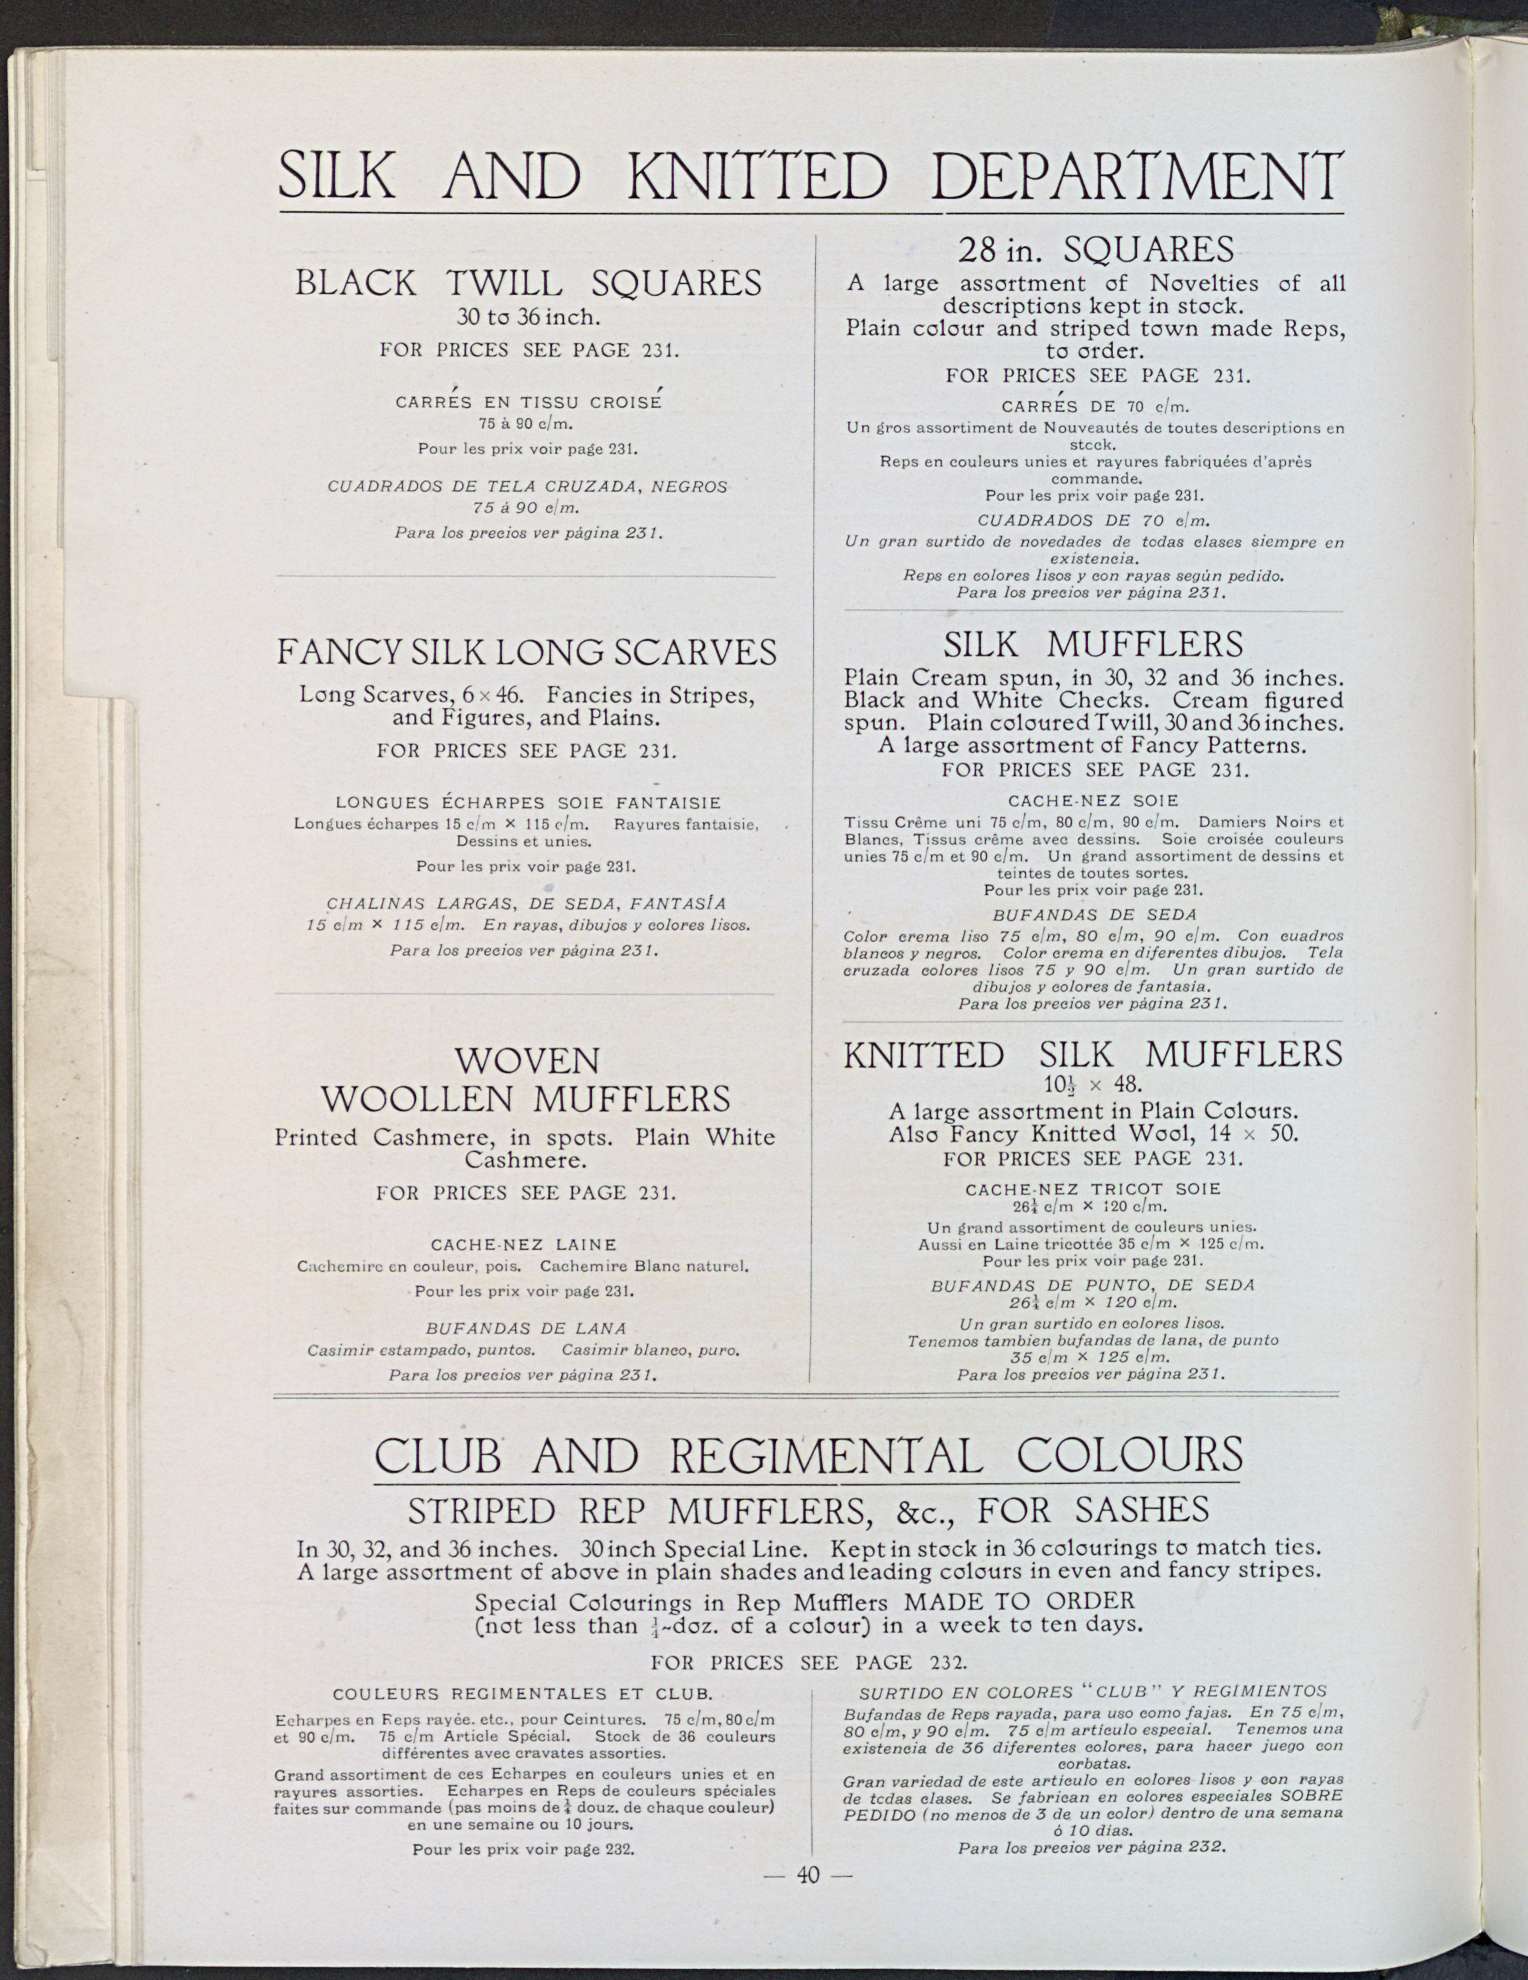 SILK AND KNITTED DEPARTMENT
BLACK TWILL SQUARES
30 to 36 inch.
FOR PRICES SEE PAGE 231.
CARRÉS EN TISSU CROISÉ
75 à 90 c/m.
Pour les prix voir page 231.
CUADRADOS DE TELA CRUZADA, NEGROS
75 á 90 c/m.
Para los precios ver página 231.
FANCY SILK LONG SCARVES
Long Scarves, 6 × 46. Fancies in Stripes,
and Figures, and Plains.
FOR PRICES SEE PAGE 231.
LONGUES ÉCHARPES SOIE FANTAISIE
Longues écharpes 15 c/m × 115 c/m. Rayures fantaisie,
Dessins et unies.
Pour les prix voir page 231.
CHALINAS LARGAS, DE SEDA, FANTASÍA
15 c/m × 115 c/m. En rayas, dibujos y colores lisos.
Para los precios ver página 231.
WOVEN
WOOLLEN MUFFLERS
Printed Cashmere, in spots. Plain White
Cashmere.
FOR PRICES SEE PAGE 231.
CACHE-NEZ LAINE
Cachemire en couleur, pois. Cachemire Blanc naturel.
Pour les prix voir page 231.
BUFANDAS DE LANA
Casimir estampado, puntos. Casimir blanco, puro.
Para los precios ver página 231.
28 in. SQUARES
A large assortment of Novelties of all
descriptions kept in stock.
Plain colour and striped town made Reps,
to order.
FOR PRICES SEE PAGE 231.
CARRÉS DE 70 c/m.
Un gros assortiment de Nouveautés de toutes descriptions en
stock.
Reps en couleurs unies et rayures fabriquées d'après
commande.
Pour les prix voir page 231.
CUADRADOS DE 70 c/m.
Un gran surtido de novedades de todas clases siempre en
existencia.
Reps en colores lisos y con rayas según pedido.
Para los precios ver página 231.
SILK MUFFLERS
Plain Cream spun, in 30, 32 and 36 inches.
Black and White Checks. Cream figured
spun. Plain coloured Twill, 30 and 36 inches.
A large assortment of Fancy Patterns.
FOR PRICES SEE PAGE 231.
CACHE-NEZ SOIE
Tissu Crême uni 75 c/m, 80 c/m, 90 c/m. Damiers Noirs et
Blancs, Tissus crême avec dessins. Soie croisée couleurs
unies 75 c/m et 90 c/m. Un grand assortiment de dessins et
teintes de toutes sortes.
Pour les prix voir page 231.
BUFANDAS DE SEDA
Color crema liso 75 c/m, 80 c/m, 90 c/m. Con cuadros
blancos y negros. Color crema en diferentes dibujos. Tela
cruzada colores lisos 75 y 90 c/m. Un gran surtido de
dibujos y colores de fantasia.
Para los precios ver página 231.
KNITTED SILK MUFFLERS
10½ × 48.
A large assortment in Plain Colours.
Also Fancy Knitted Wool, 14 × 50.
FOR PRICES SEE PAGE 231.
CACHE-NEZ TRICOT SOIE
26¼ c/m × 120 c/m.
Un grand assortiment de couleurs unies.
Aussi en Laine tricottée 35 c/m × 125 c/m.
Pour les prix voir page 231.
BUFANDAS DE PUNTO, DE SEDA
26¼ c/m × 120 c/m.
Un gran surtido en colores lisos.
Tenemos tambien bufandas de lana, de punto
35 c/m × 125 c/m.
Para los precios ver página 231.
CLUB AND REGIMENTAL COLOURS
STRIPED REP MUFFLERS, &c., FOR SASHES
In 30, 32, and 36 inches. 30 inch Special Line. Kept in stock in 36 colourings to match ties.
A large assortment of above in plain shades and leading colours in even and fancy stripes.
Special Colourings in Rep Mufflers MADE TO ORDER
(not less than ¼-doz. of a colour) in a week to ten days.
FOR PRICES SEE PAGE 232.
COULEURS REGIMENTALES ET CLUB.
Echarpes en Reps rayée. etc., pour Ceintures. 75 c/m, 80 c/m
et 90 c/m. 75 c/m Article Spécial. Stock de 36 couleurs
différentes avec cravates assorties.
Grand assortiment de ces Echarpes en couleurs unies et en
rayures assorties. Echarpes en Reps de couleurs spéciales
faites sur commande (pas moins de ¼ douz. de chaque couleur)
en une semaine ou 10 jours.
Pour les prix voir page 232.
SURTIDO EN COLORES “CLUB” Y REGIMIENTOS
Bufandas de Reps rayada, para uso como fajas. En 75 c/m,
80 c/m, y 90 c/m. 75 c/m articulo especial. Tenemos una
existencia de 36 diferentes colores, para hacer juego con
corbatas.
Gran variedad de este articulo en colores lisos y con rayas
de todas clases. Se fabrican en colores especiales SOBRE
PEDIDO (no menos de 3 de un color) dentro de una semana
ó 10 dias.
Para los precios ver página 232.
— 40 —